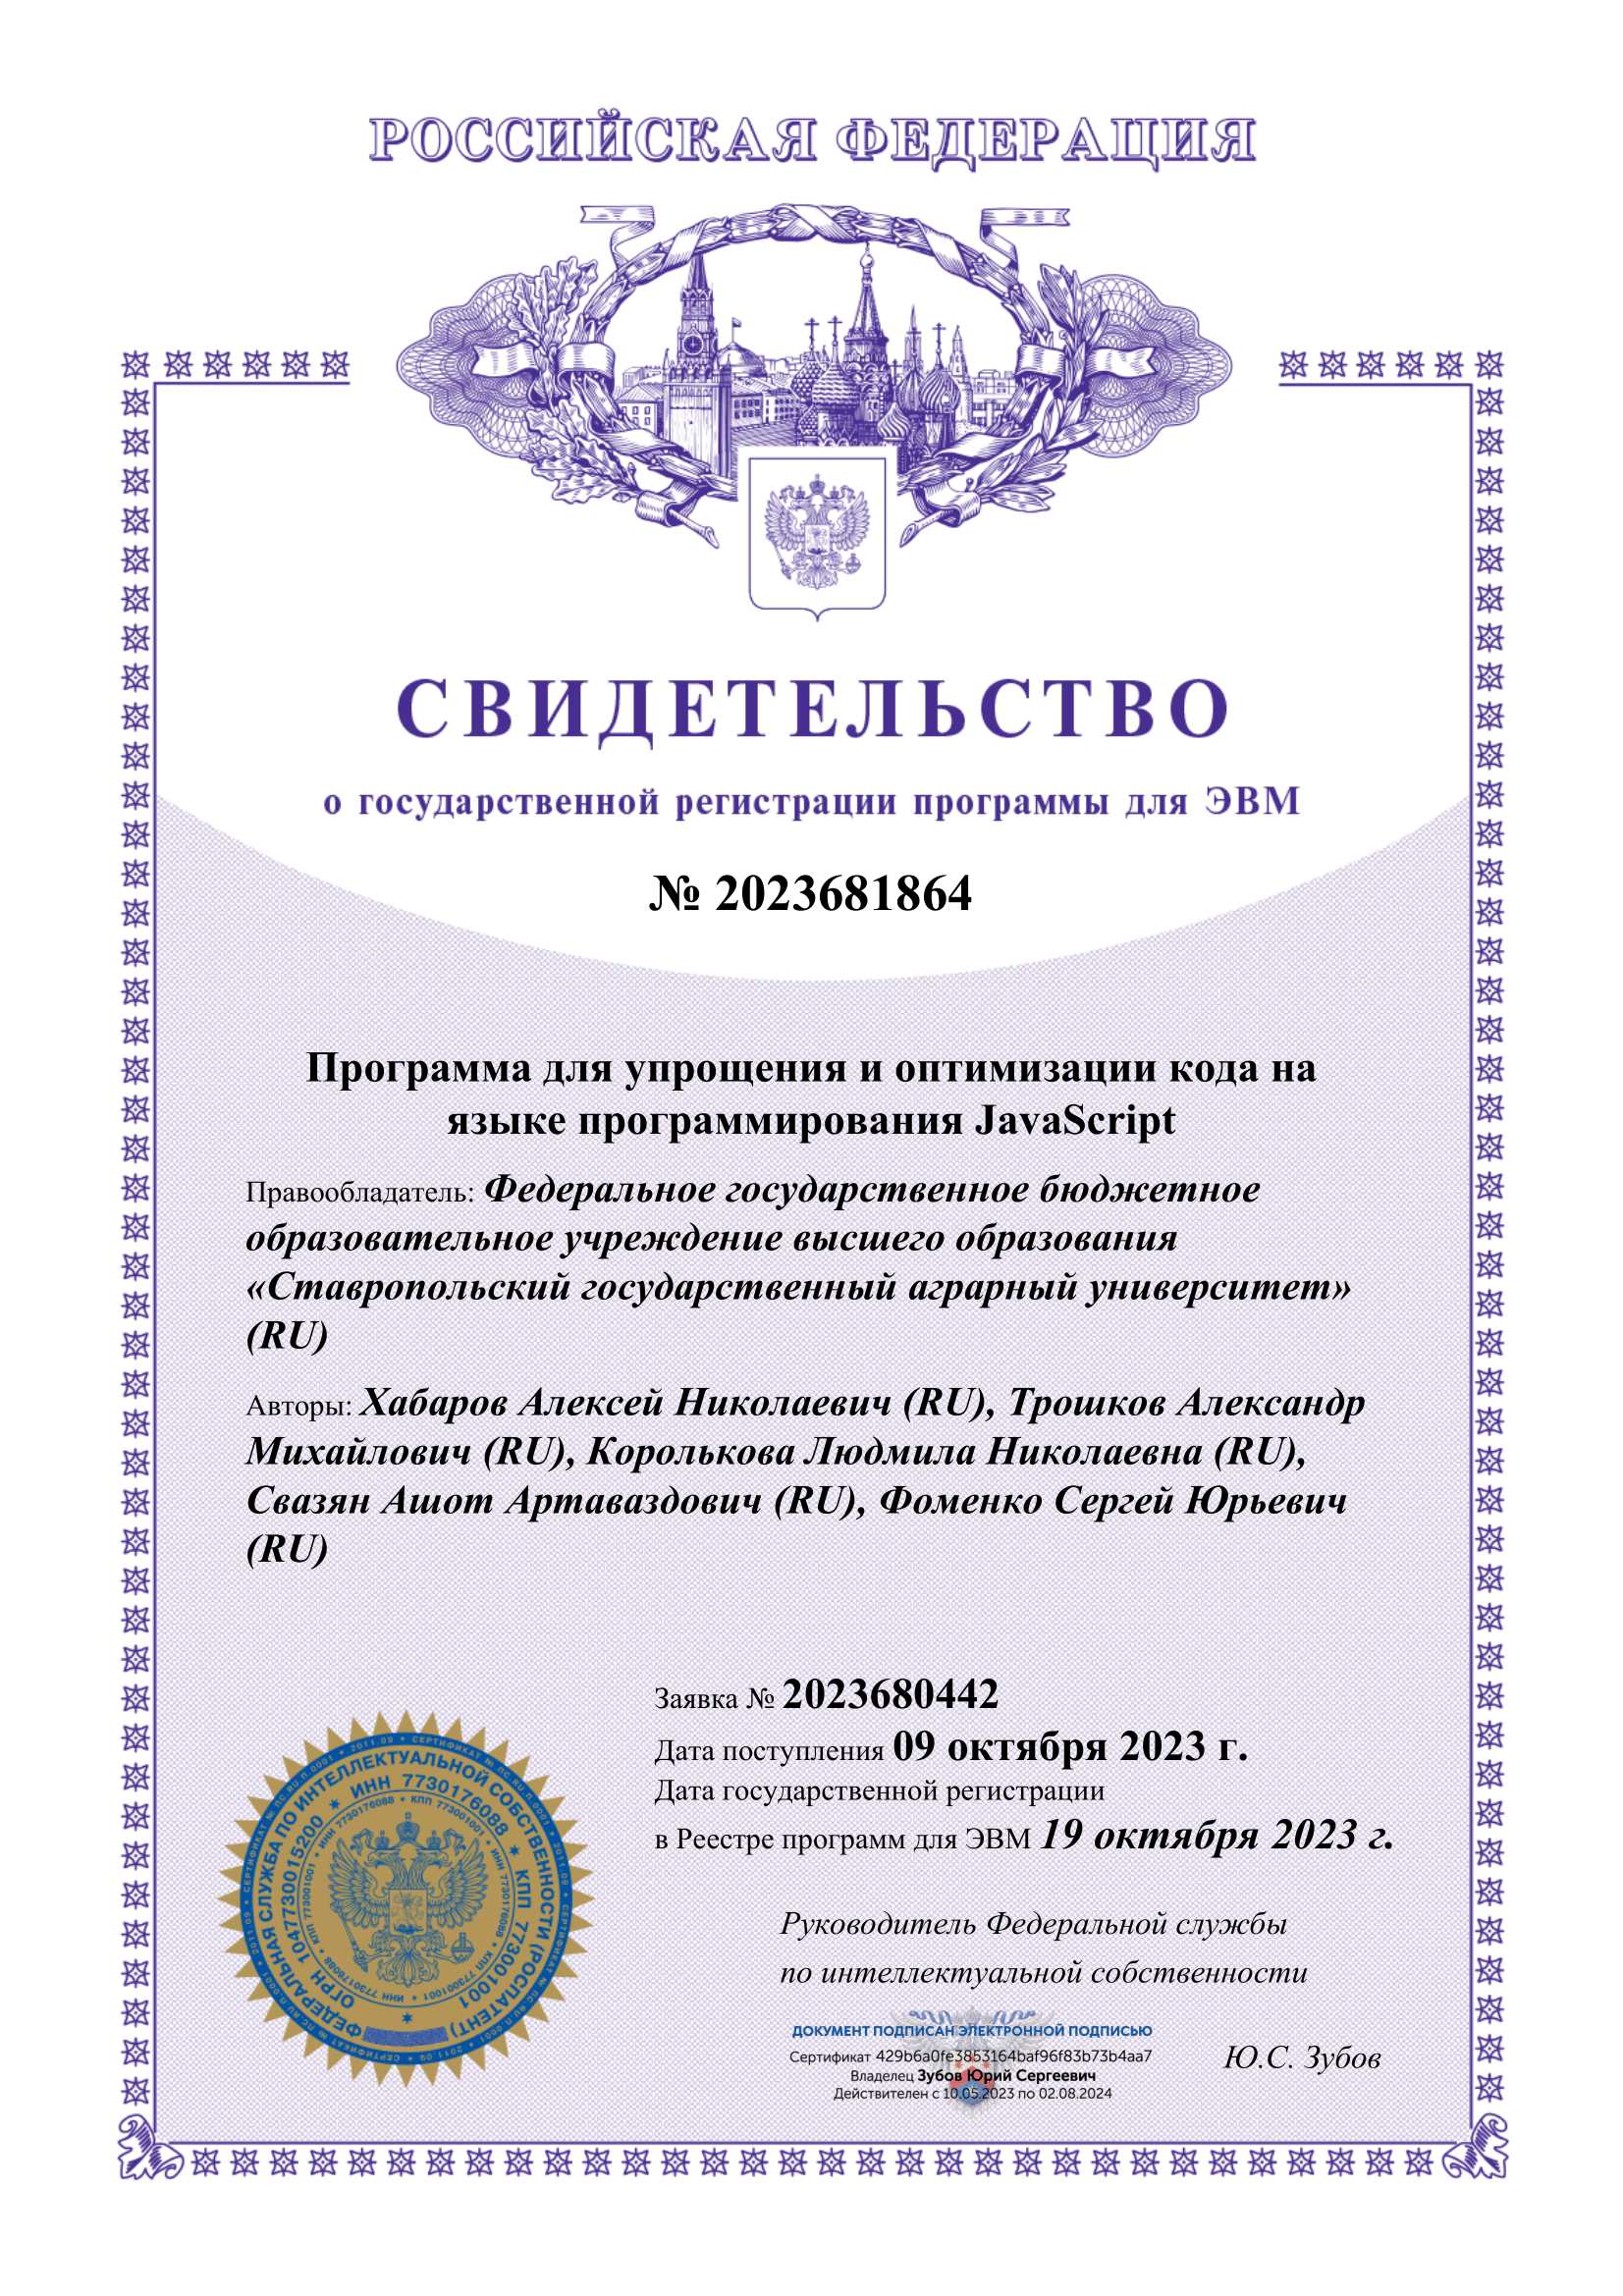 РОССИЙСКАЯ ФЕДЕРАЦИЯ
СВИДЕТЕЛЬСТВО
о государственной регистрации программы для ЭВМ
№ 2023681864
Программа для упрощения и оптимизации кода на
языке программирования JavaScript
Правообладатель: Федеральное государственное бюджетное
образовательное учреждение высшего образования
«Ставропольский государственный аграрный университет»
(RU)
Авторы: Хабаров Алексей Николаевич (RU), Трошков Александр
Михайлович (RU), Королькова Людмила Николаевна (RU),
Свазян Ашот Артаваздович (RU), Фоменко Сергей Юрьевич
(RU)
Заявка № 2023680442
Дата поступления 09 октября 2023 г.
Дата государственной регистрации
в Реестре программ для ЭВМ 19 октября 2023 г.
Руководитель Федеральной службы
по интеллектуальной собственности
ДОКУМЕНТ ПОДПИСАН ЭЛЕКТРОННОЙ ПОДПИСЬЮ
Сертификат 429b6a0fe3853164baf96f83b73b4aa7
Владелец Зубов Юрий Сергеевич
Действителен с 10.05.2023 по 02.08.2024
Ю.С. Зубов
ФЕДЕРАЛЬНАЯ СЛУЖБА ПО ИНТЕЛЛЕКТУАЛЬНОЙ СОБСТВЕННОСТИ (РОСПАТЕНТ)
ОГРН 1047730015200 * ИНН 7730176088 * КПП 773001001